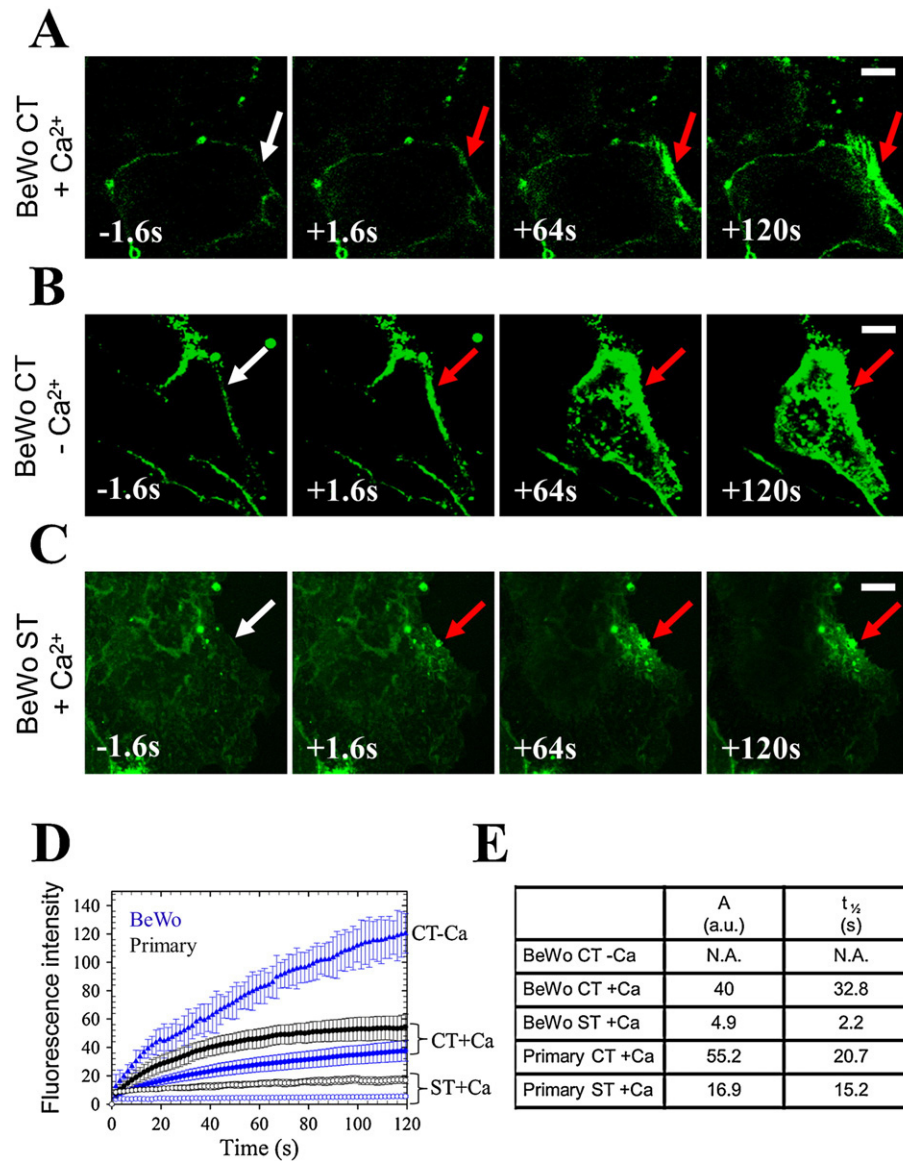 A
BeWo CT
+ Ca²⁺
-1.6s
+1.6s
+64s
+120s
B
BeWo CT
- Ca²⁺
-1.6s
+1.6s
+64s
+120s
C
BeWo ST
+ Ca²⁺
-1.6s
+1.6s
+64s
+120s
D
Fluorescence intensity
140
120
100
80
60
40
20
0
BeWo
Primary
CT-Ca
CT+Ca
ST+Ca
0 20 40 60 80 100 120
Time (s)
E
A t ½
(a.u.) (s)
BeWo CT -Ca N.A. N.A.
BeWo CT +Ca 40 32.8
BeWo ST +Ca 4.9 2.2
Primary CT +Ca 55.2 20.7
Primary ST +Ca 16.9 15.2